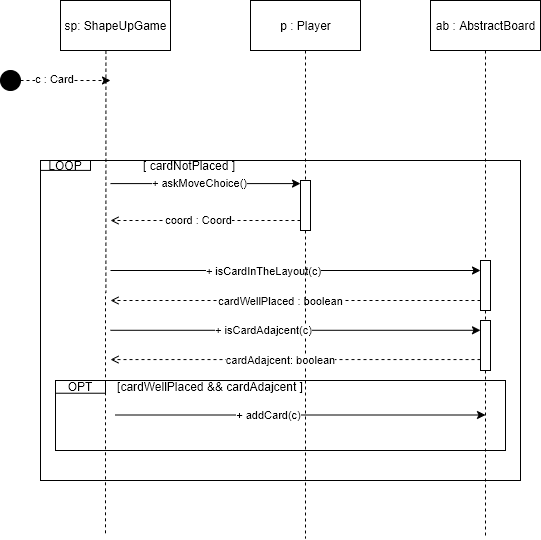 sp: ShapeUpGame
p : Player
ab : AbstractBoard
c : Card
LOOP
[ cardNotPlaced ]
+ askMoveChoice()
coord : Coord
+ isCardInTheLayout(c)
cardWellPlaced : boolean
+ isCardAdajcent(c)
cardAdajcent: boolean
OPT
[cardWellPlaced && cardAdajcent ]
+ addCard(c)